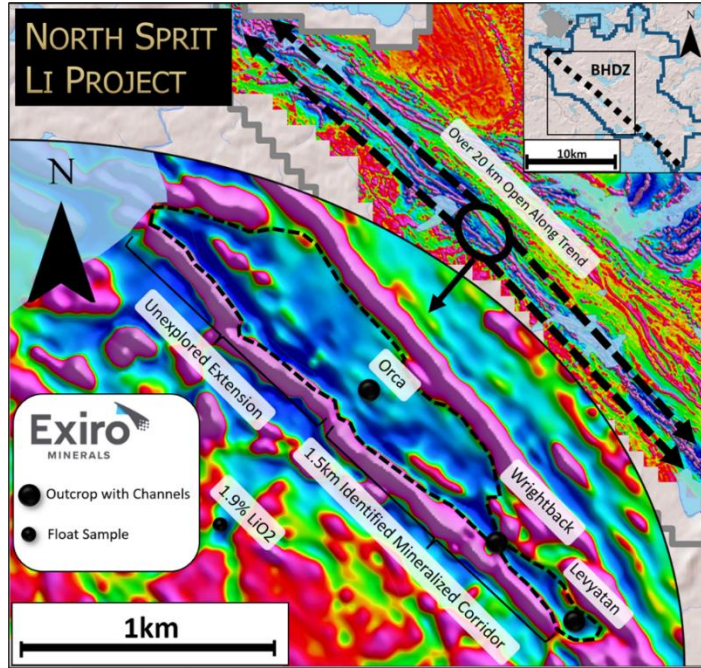 NORTH SPRIT
LI PROJECT
BHDZ
10km
Over 20 km Open Along Trend
N
Unexplored Extension
Orca
Exiro
MINERALS
Outcrop with Channels
Float Sample
1.9% LiO2
1.5km Identified Mineralized Corridor
Wrightback
Levyatan
1km